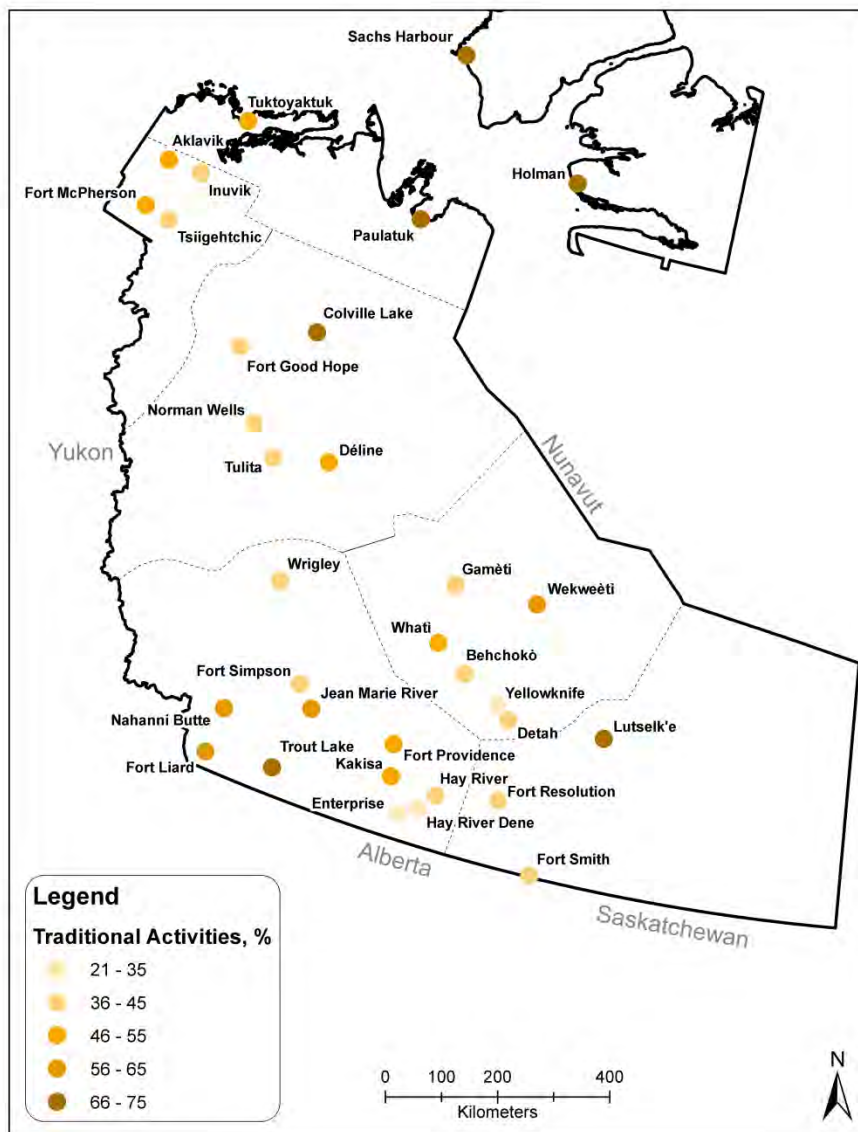 Sachs Harbour
Tuktoyaktuk
Aklavik
Inuvik
Holman
Fort McPherson
Tsiigehtchic
Paulatuk
Colville Lake
Fort Good Hope
Norman Wells
Yukon
Tulita
Déline
Nunavut
Wrigley
Gamètì
Wekweètì
Whatì
Behchokò
Fort Simpson
Yellowknife
Jean Marie River
Nahanni Butte
Detah
Lutselk'e
Trout Lake
Fort Providence
Fort Liard
Kakisa
Hay River
Fort Resolution
Enterprise
Hay River Dene
Alberta
Fort Smith
Saskatchewan
Legend
Traditional Activities, %
21 - 35
36 - 45
46 - 55
56 - 65
66 - 75
0 100 200 400
Kilometers
N